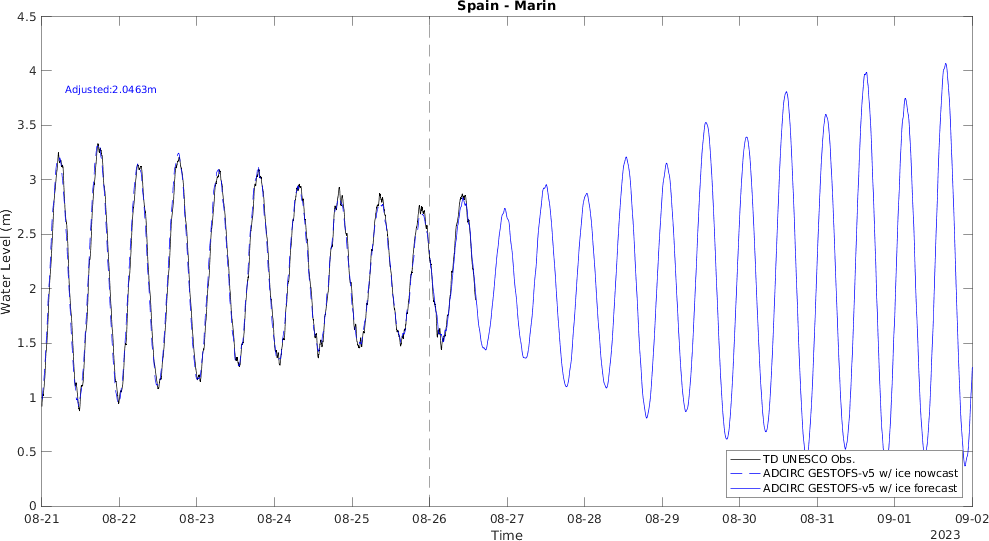 Spain - Marin
4.5
4
3.5
3
2.5
2
1.5
1
0.5
0
Water Level (m)
Adjusted:2.0463m
TD UNESCO Obs.
ADCIRC GESTOFS-v5 w/ ice nowcast
ADCIRC GESTOFS-v5 w/ ice forecast
08-21 08-22 08-23 08-24 08-25 08-26 08-27 08-28 08-29 08-30 08-31 09-01 09-02
Time
2023